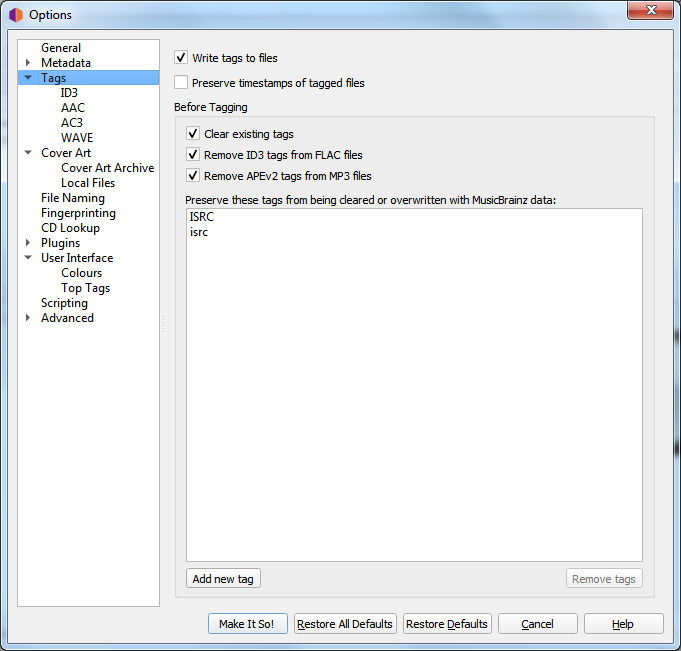 Options
General
Metadata
Tags
ID3
AAC
AC3
WAVE
Cover Art
Cover Art Archive
Local Files
File Naming
Fingerprinting
CD Lookup
Plugins
User Interface
Colours
Top Tags
Scripting
Advanced
Write tags to files
Preserve timestamps of tagged files
Before Tagging
Clear existing tags
Remove ID3 tags from FLAC files
Remove APEv2 tags from MP3 files
Preserve these tags from being cleared or overwritten with MusicBrainz data:
ISRC
isrc
Add new tag
Remove tags
Make It So!
Restore All Defaults
Restore Defaults
Cancel
Help